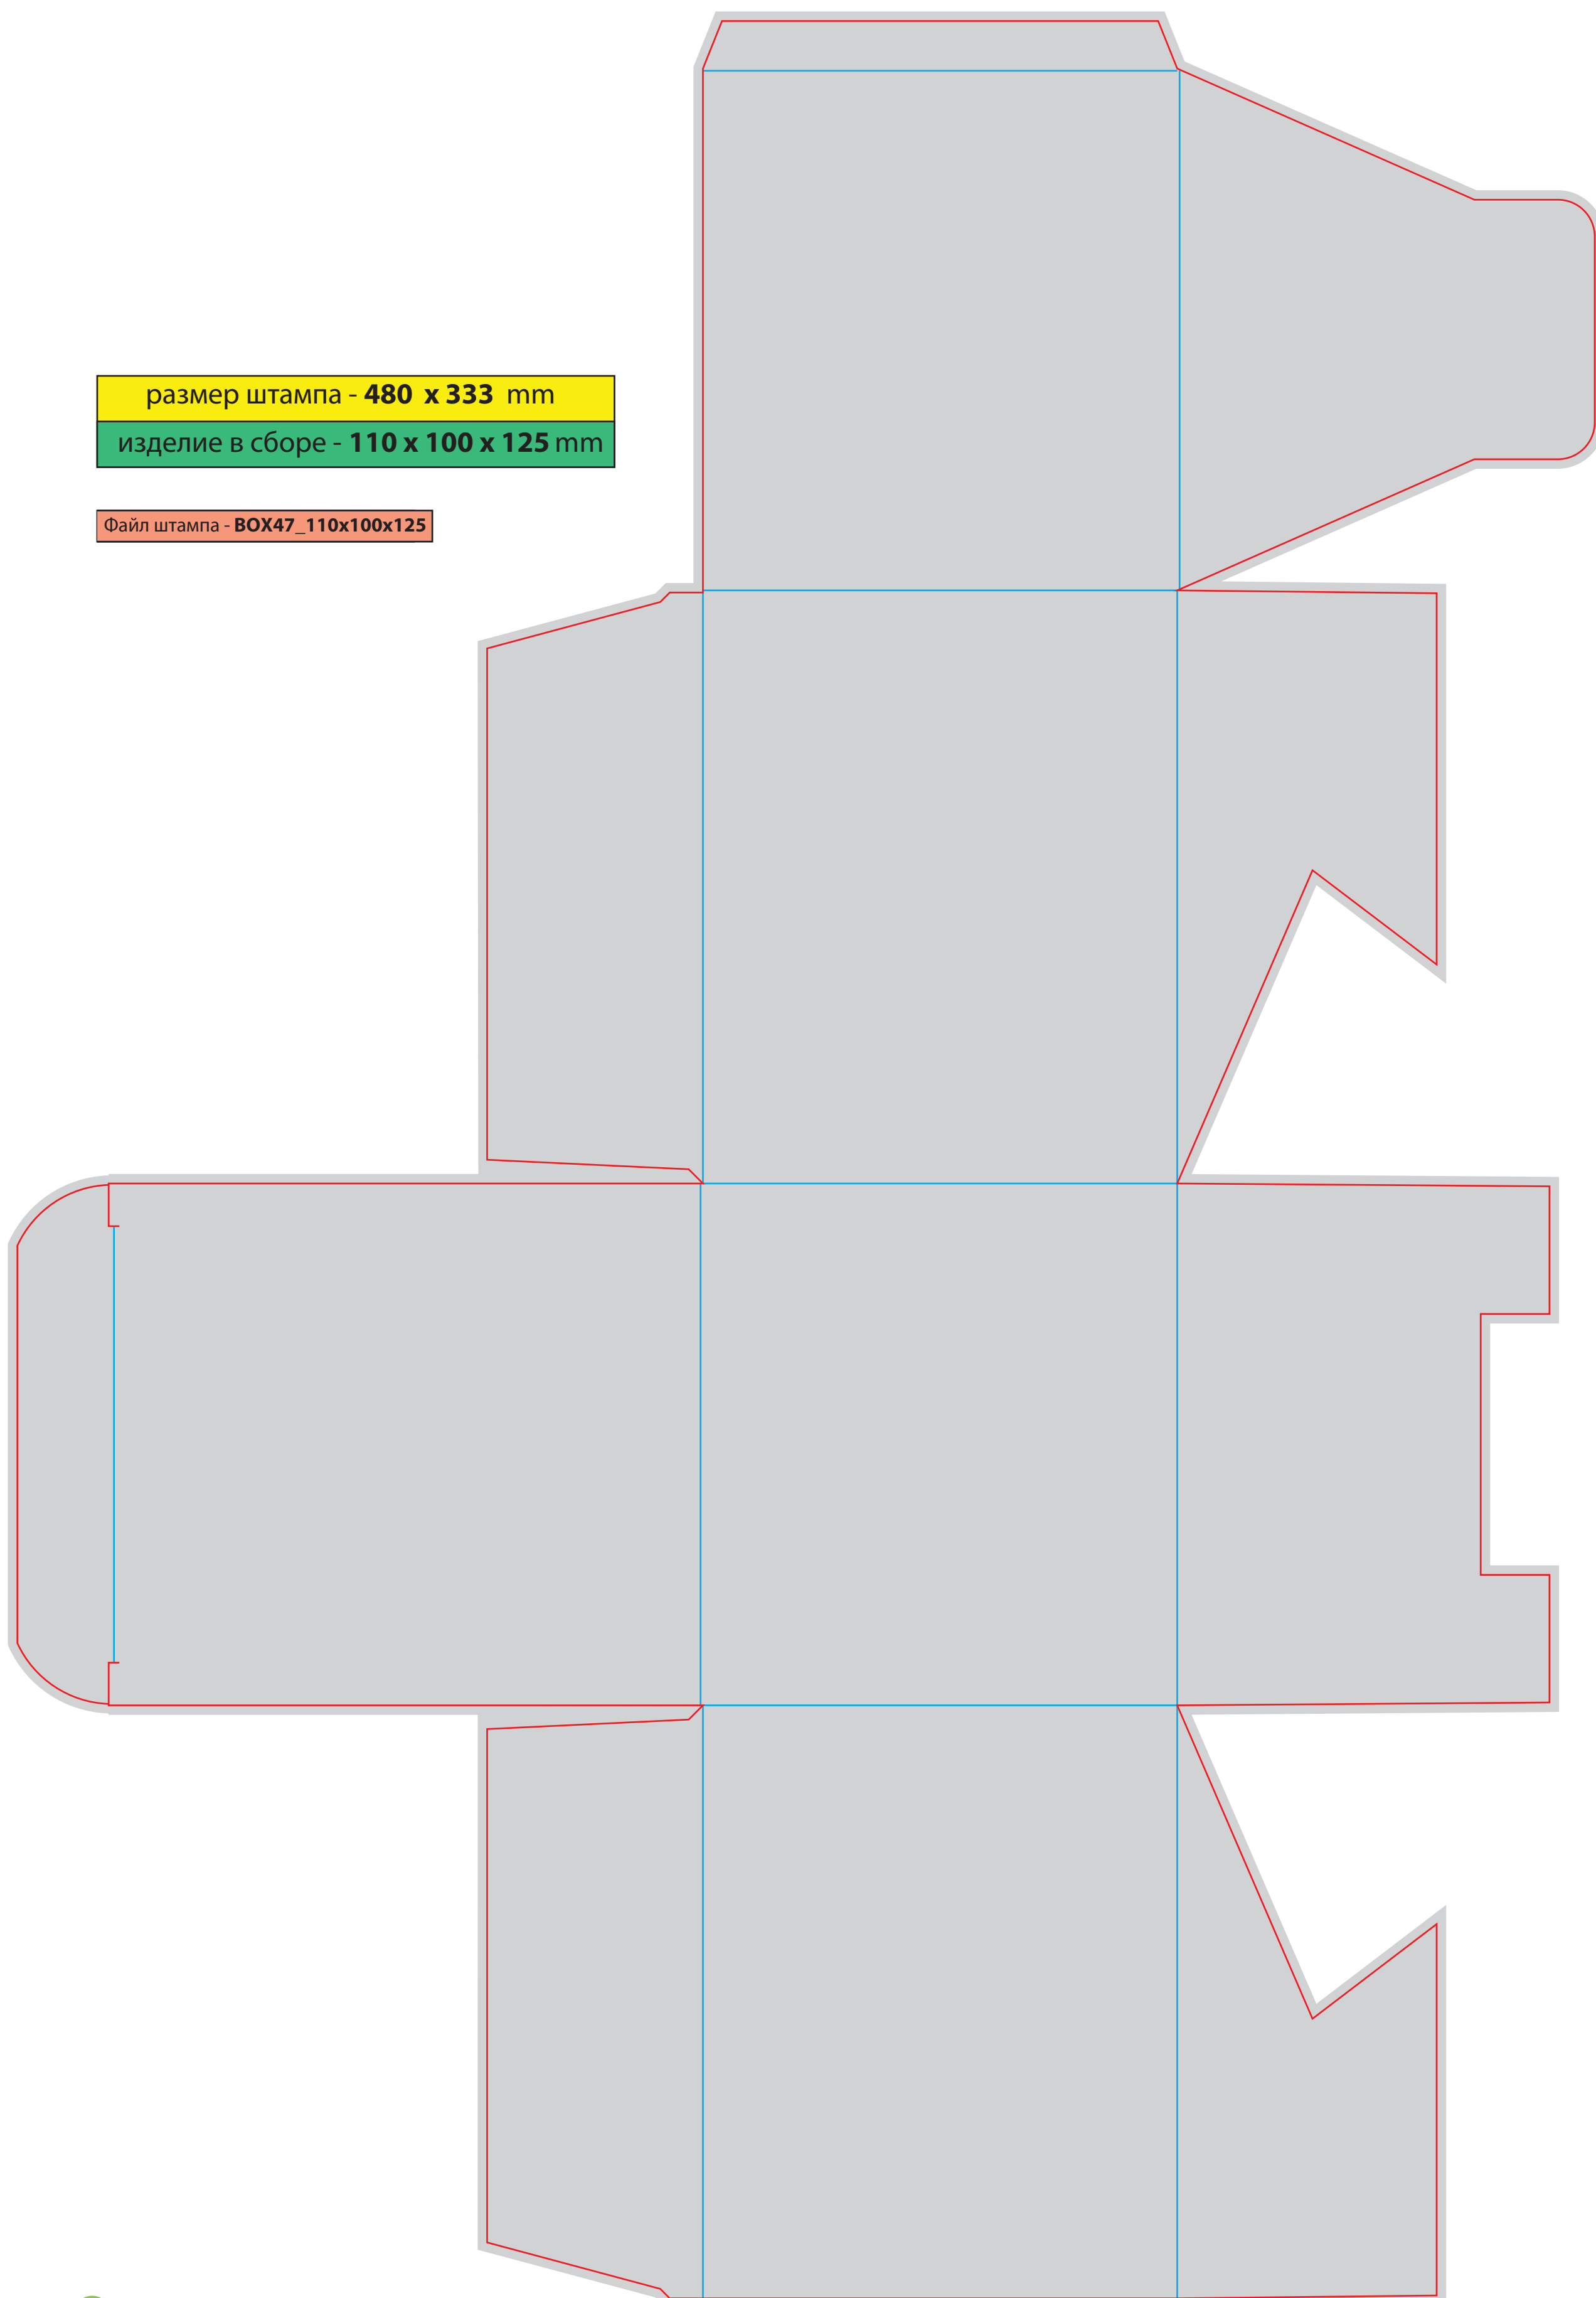 размер штампа - 480 x 333 mm
изделие в сборе - 110 x 100 x 125 mm
Файл штампа - BOX47_110x100x125